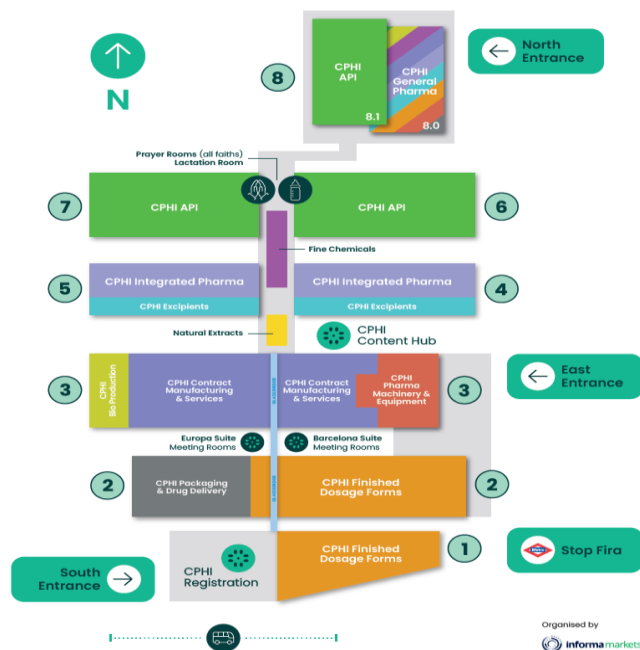 N
8
CPHI
API
8.1
CPHI
General
Pharma
8.0
North
Entrance
Prayer Rooms (all faiths)
Lactation Room
7
CPHI API
CPHI API
6
Fine Chemicals
5
CPHI Integrated Pharma
CPHI Excipients
CPHI Integrated Pharma
CPHI Excipients
4
Natural Extracts
CPHI
Content Hub
3
CPHI
Bio Production
CPHI Contract
Manufacturing
& Services
CPHI Contract
Manufacturing
& Services
CPHI
Pharma
Machinery &
Equipment
3
East
Entrance
Europa Suite
Meeting Rooms
Barcelona Suite
Meeting Rooms
2
CPHI Packaging
& Drug Delivery
CPHI Finished
Dosage Forms
2
South
Entrance
CPHI
Registration
CPHI Finished
Dosage Forms
1
Stop Fira
Organised by
informa markets